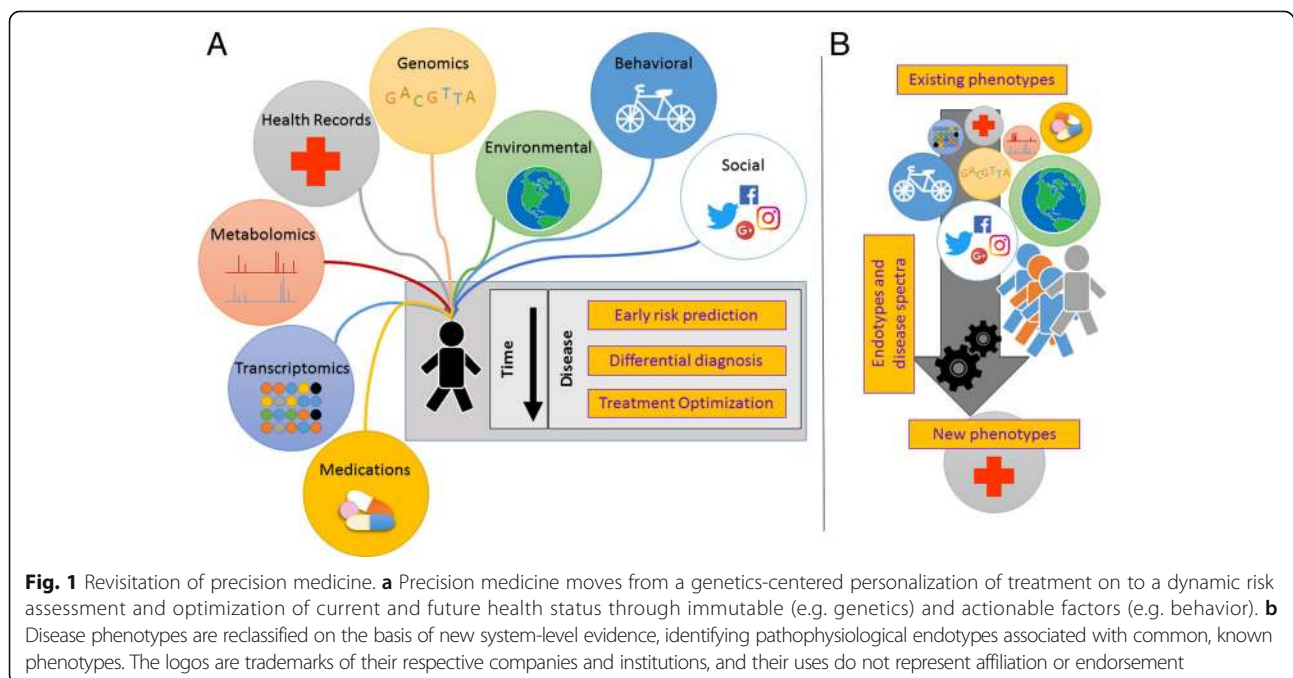 A
Genomics
GACGTTA
Behavioral
Health Records
Environmental
Social
Metabolomics
Transcriptomics
Medications
Time
Disease
Early risk prediction
Differential diagnosis
Treatment Optimization
B
Existing phenotypes
GACGTTA
Endotypes and
disease spectra
New phenotypes
Fig. 1 Revisitation of precision medicine. a Precision medicine moves from a genetics-centered personalization of treatment on to a dynamic risk
assessment and optimization of current and future health status through immutable (e.g. genetics) and actionable factors (e.g. behavior). b
Disease phenotypes are reclassified on the basis of new system-level evidence, identifying pathophysiological endotypes associated with common, known
phenotypes. The logos are trademarks of their respective companies and institutions, and their uses do not represent affiliation or endorsement